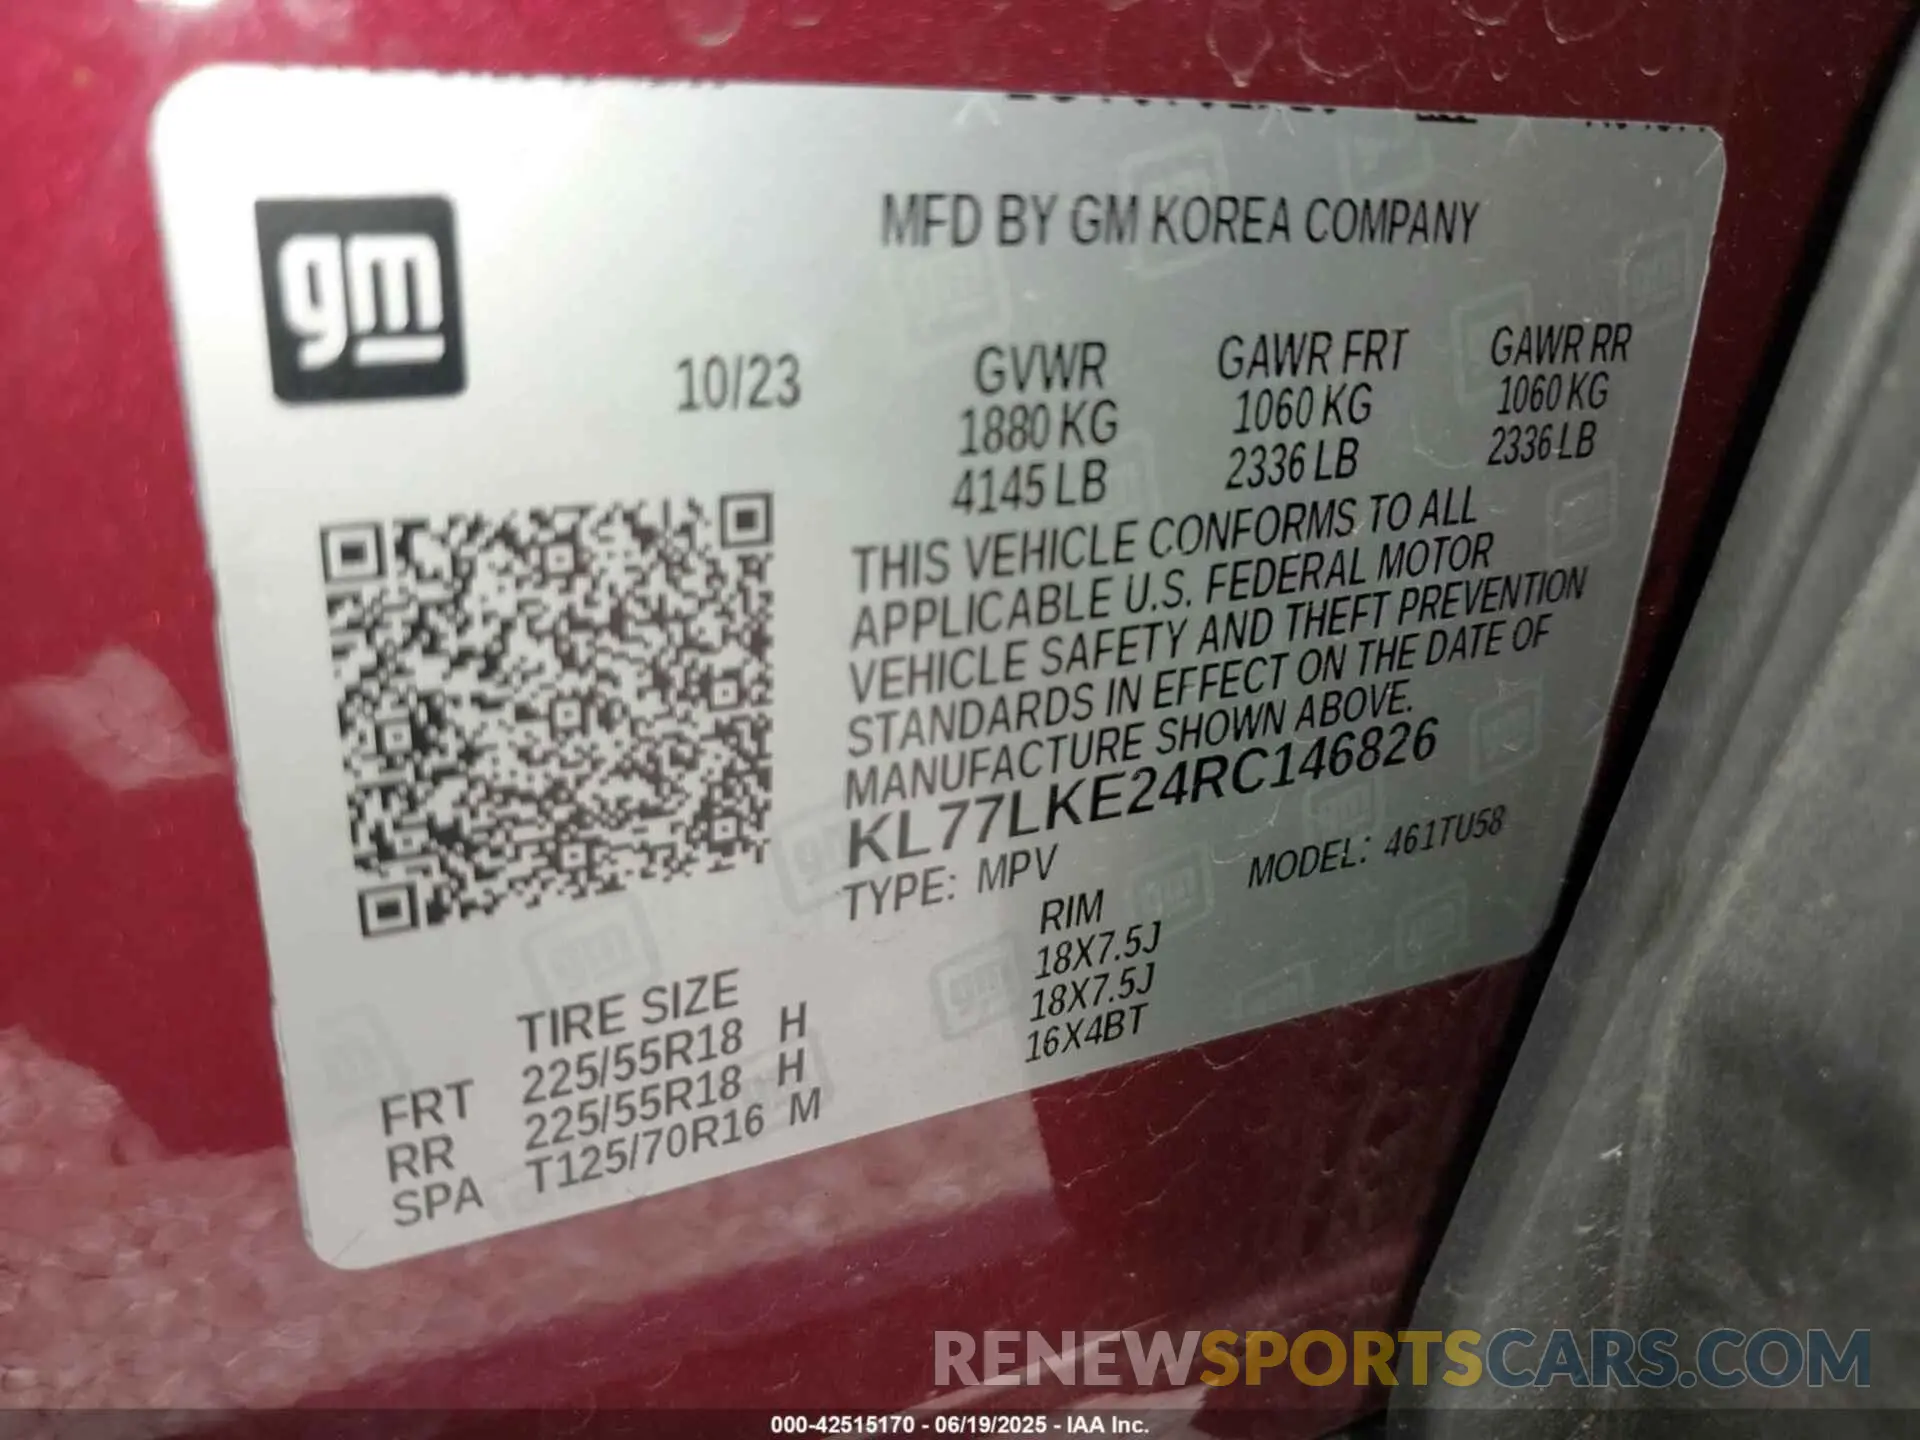 gm
MFD BY GM KOREA COMPANY
10/23
GVWR GAWR FRT GAWR RR
1880 KG 1060 KG 1060 KG
4145 LB 2336 LB 2336 LB
THIS VEHICLE CONFORMS TO ALL
APPLICABLE U.S. FEDERAL MOTOR
VEHICLE SAFETY AND THEFT PREVENTION
STANDARDS IN EFFECT ON THE DATE OF
MANUFACTURE SHOWN ABOVE.
KL77LKE24RC146826
TYPE: MPV MODEL: 461TU58
TIRE SIZE RIM
FRT 225/55R18 H 18X7.5J
RR 225/55R18 H 18X7.5J
SPA T125/70R16 M 16X4BT
RENEWSPORTSCARS.COM
000-42515170 - 06/19/2025 - IAA Inc.